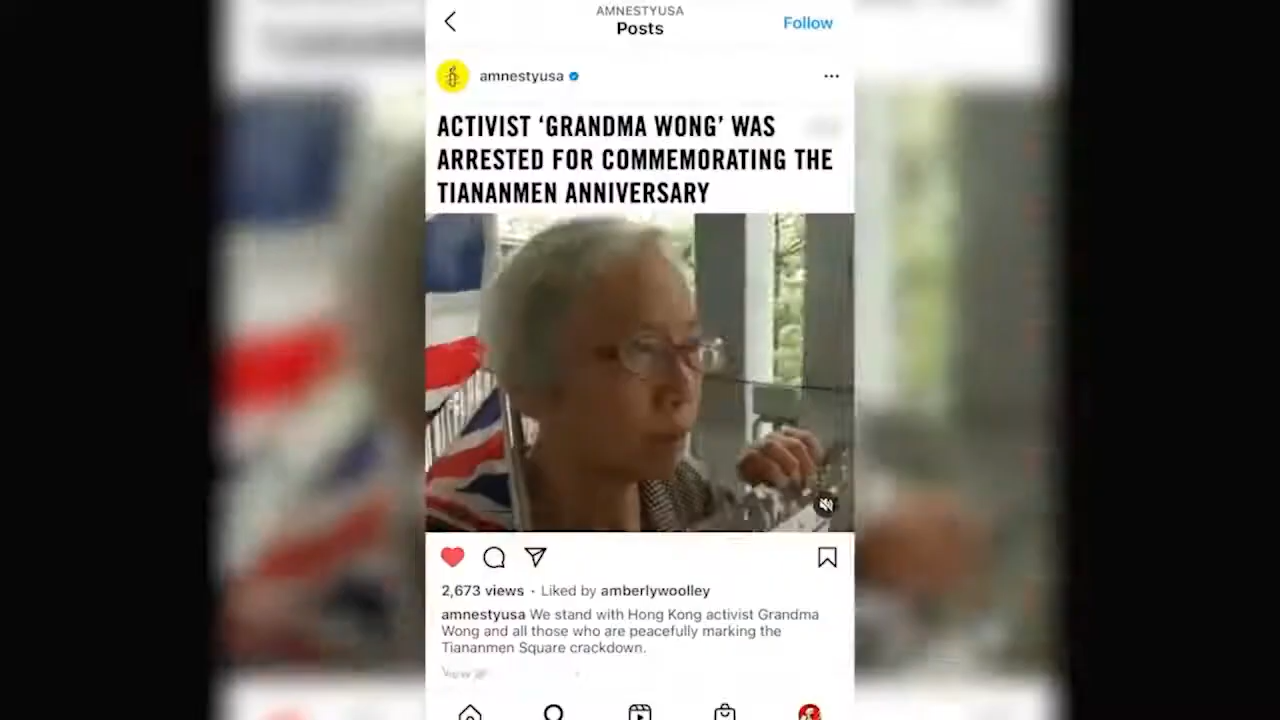 AMNESTYUSA
Posts
Follow
amnestyusa
ACTIVIST ‘GRANDMA WONG’ WAS
ARRESTED FOR COMMEMORATING THE
TIANANMEN ANNIVERSARY
2,673 views · Liked by amberlywoolley
amnestyusa We stand with Hong Kong activist Grandma
Wong and all those who are peacefully marking the
Tiananmen Square crackdown.
View